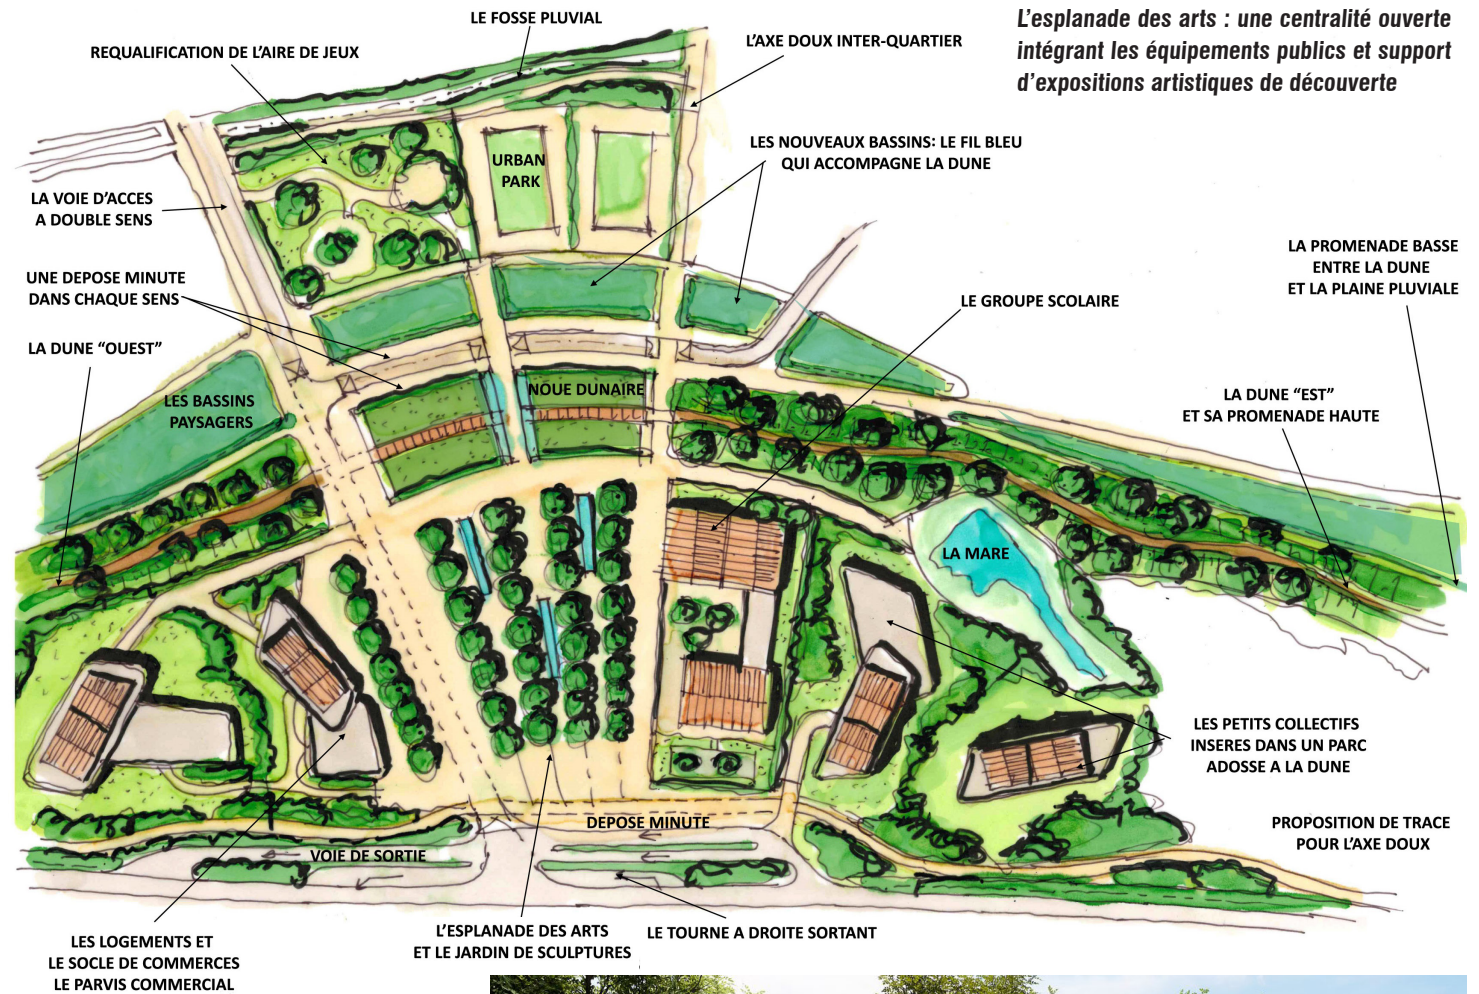 L'esplanade des arts : une centralité ouverte
intégrant les équipements publics et support
d'expositions artistiques de découverte
LE FOSSE PLUVIAL
REQUALIFICATION DE L'AIRE DE JEUX
L'AXE DOUX INTER-QUARTIER
LES NOUVEAUX BASSINS: LE FIL BLEU
QUI ACCOMPAGNE LA DUNE
URBAN
PARK
LA VOIE D'ACCES
A DOUBLE SENS
LA PROMENADE BASSE
ENTRE LA DUNE
ET LA PLAINE PLUVIALE
UNE DEPOSE MINUTE
DANS CHAQUE SENS
LE GROUPE SCOLAIRE
LA DUNE "OUEST"
LES BASSINS
PAYSAGERS
NOUE DUNAIRE
LA DUNE "EST"
ET SA PROMENADE HAUTE
LA MARE
LES PETITS COLLECTIFS
INSERES DANS UN PARC
ADOSSE A LA DUNE
DEPOSE MINUTE
PROPOSITION DE TRACE
POUR L'AXE DOUX
VOIE DE SORTIE
L'ESPLANADE DES ARTS
ET LE JARDIN DE SCULPTURES
LE TOURNE A DROITE SORTANT
LES LOGEMENTS ET
LE SOCLE DE COMMERCES
LE PARVIS COMMERCIAL